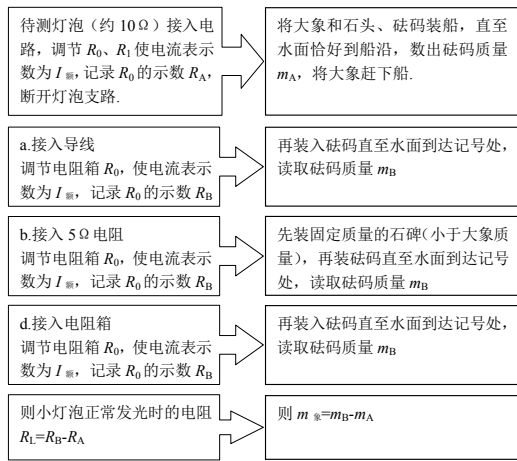 待测灯泡（约 10Ω）接入电
路，调节 R0、R1 使电流表示
数为 I 额，记录 R0 的示数 RA，
断开灯泡支路.
将大象和石头、砝码装船，直至
水面恰好到船沿，数出砝码质量
mA，将大象赶下船.
a.接入导线
调节电阻箱 R0，使电流表示
数为 I 额，记录 R0 的示数 RB
再装入砝码直至水面到达记号处，
读取砝码质量 mB
b.接入 5Ω电阻
调节电阻箱 R0，使电流表示
数为 I 额，记录 R0 的示数 RB
先装固定质量的石碑（小于大象质
量），再装砝码直至水面到达记号
处，读取砝码质量 mB
d.接入电阻箱
调节电阻箱 R0，使电流表示
数为 I 额，记录 R0 的示数 RB
再装入砝码直至水面到达记号处，
读取砝码质量 mB
则小灯泡正常发光时的电阻
RL=RB-RA
则 m 象=mB-mA